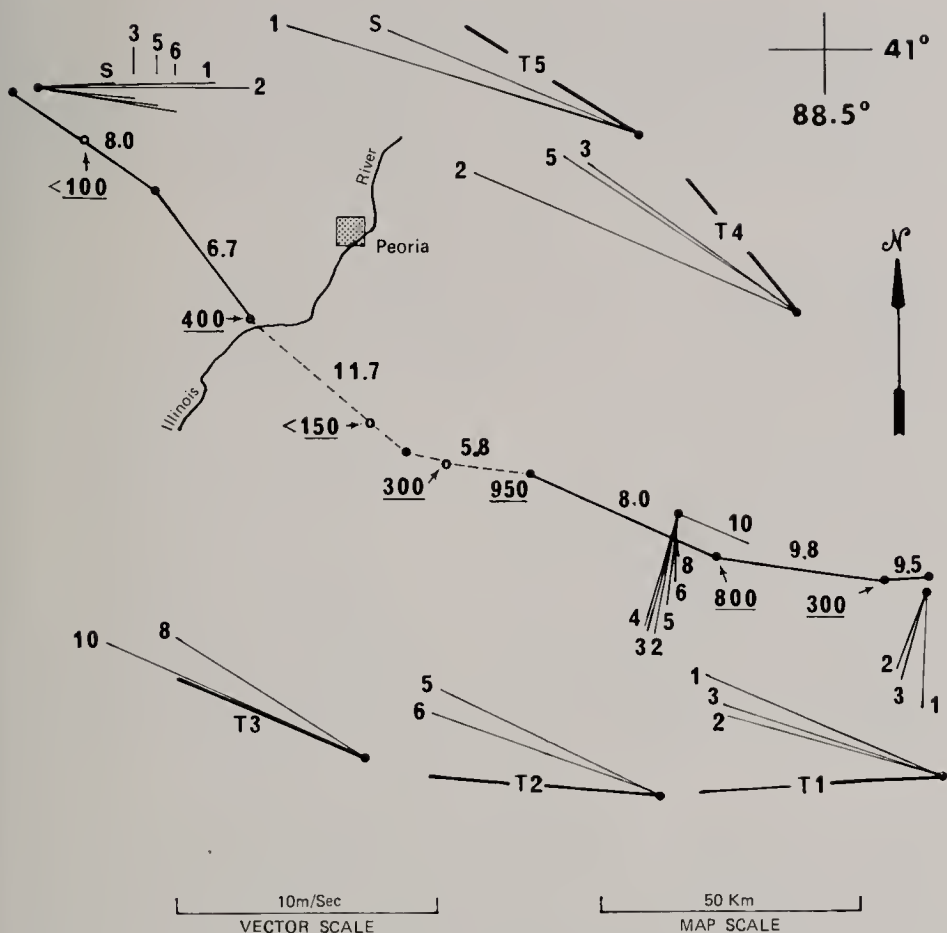 3
5
6
S
1
2
8.0
<100
6.7
400
11.7
<150
5.8
300
950
8.0
9.8
9.5
800
300
River
Peoria
Illinois
1
S
T5
41°
88.5°
2
5
3
T4
N
10
8
6
5
4
3 2
2
3
1
10
8
T3
5
6
T2
1
3
2
T1
10m/Sec
VECTOR SCALE
50 Km
MAP SCALE